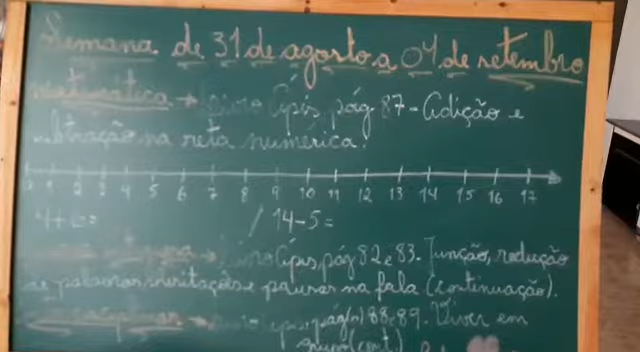 Semana de 31 de agosto a 04 de setembro
matemática → Livro Ápis, pág. 87 - Adição e
subtração na reta numérica.
0 1 2 3 4 5 6 7 8 9 10 11 12 13 14 15 16 17
/ 14-5=
Ápis, pág 82 e 83. Junção, redução
de palavras, hesitações e pausas na fala (continuação).
pág(s) 88 e 89. Viver em
grupo (cont.)